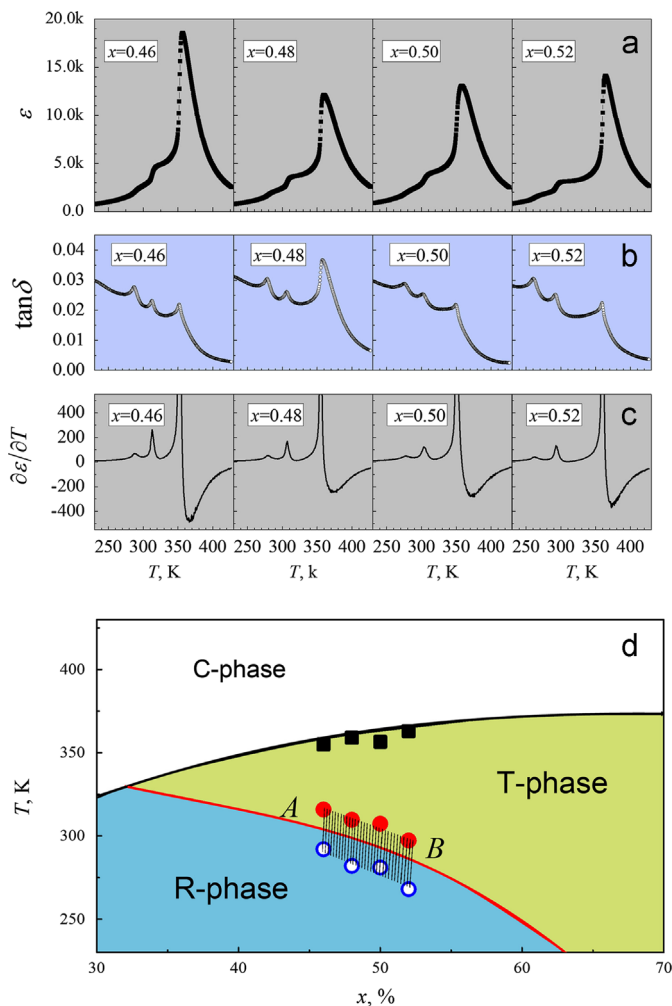 20.0k
15.0k
10.0k
5.0k
0.0
ε
x=0.46
x=0.48
x=0.50
x=0.52
a
0.04
0.03
0.02
0.01
0.00
tanδ
x=0.46
x=0.48
x=0.50
x=0.52
b
400
200
0
-200
-400
∂ε/∂T
x=0.46
x=0.48
x=0.50
x=0.52
c
250 300 350 400 250 300 350 400 250 300 350 400 250 300 350 400
T, K T, k T, K T, K
d
C-phase
400
350
300
250
T, K
T-phase
A
B
R-phase
30 40 50 60 70
x, %